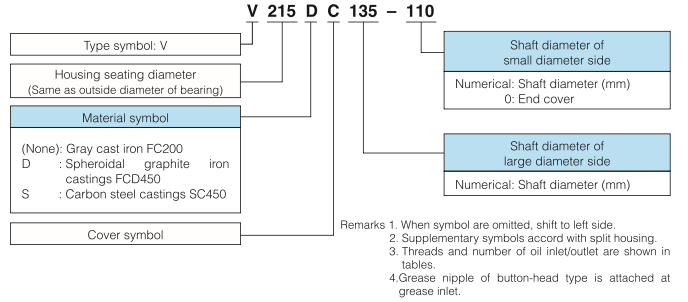 V 215 D C 135 – 110
Type symbol: V
Housing seating diameter
(Same as outside diameter of bearing)
Material symbol
(None): Gray cast iron FC200
D : Spheroidal graphite iron
castings FCD450
S : Carbon steel castings SC450
Cover symbol
Shaft diameter of
small diameter side
Numerical: Shaft diameter (mm)
0: End cover
Shaft diameter of
large diameter side
Numerical: Shaft diameter (mm)
Remarks 1. When symbol are omitted, shift to left side.
2. Supplementary symbols accord with split housing.
3. Threads and number of oil inlet/outlet are shown in
tables.
4.Grease nipple of button-head type is attached at
grease inlet.